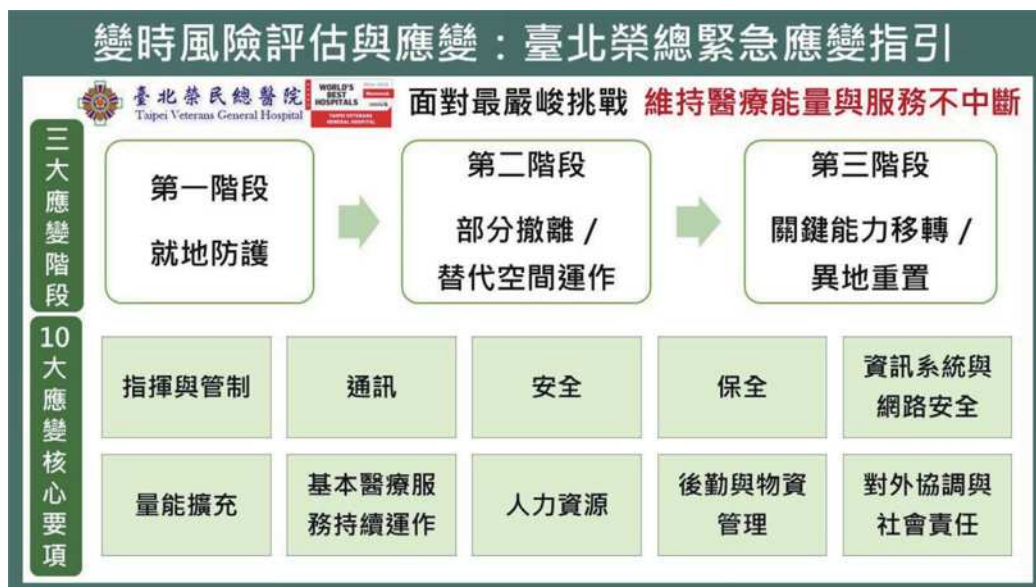 變時風險評估與應變：臺北榮總緊急應變指引
臺北榮民總醫院
Taipei Veterans General Hospital
WORLD'S
BEST
HOSPITALS
TAIPEI VETERANS
GENERAL HOSPITAL
面對最嚴峻挑戰 維持醫療能量與服務不中斷
三大應變階段
第一階段
就地防護
第二階段
部分撤離 /
替代空間運作
第三階段
關鍵能力移轉 /
異地重置
10大應變核心要項
指揮與管制
通訊
安全
保全
資訊系統與
網路安全
量能擴充
基本醫療服
務持續運作
人力資源
後勤與物資
管理
對外協調與
社會責任